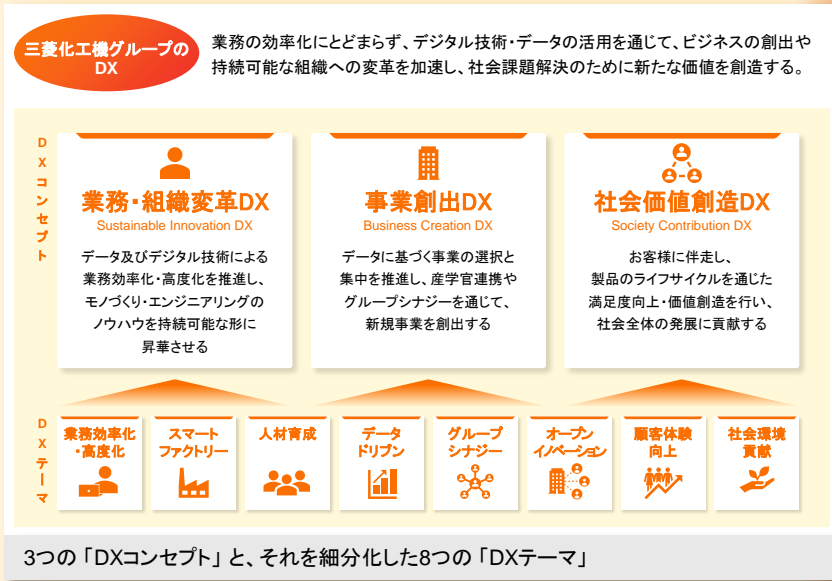 三菱化工機グループの
DX
業務の効率化にとどまらず、デジタル技術・データの活用を通じて、ビジネスの創出や
持続可能な組織への変革を加速し、社会課題解決のために新たな価値を創造する。
DXコンセプト
業務・組織変革DX
Sustainable Innovation DX
データ及びデジタル技術による
業務効率化・高度化を推進し、
モノづくり・エンジニアリングの
ノウハウを持続可能な形に
昇華させる
事業創出DX
Business Creation DX
データに基づく事業の選択と
集中を推進し、産学官連携や
グループシナジーを通じて、
新規事業を創出する
社会価値創造DX
Society Contribution DX
お客様に伴走し、
製品のライフサイクルを通じた
満足度向上・価値創造を行い、
社会全体の発展に貢献する
DXテーマ
業務効率化
・高度化
スマート
ファクトリー
人材育成
データ
ドリブン
グループ
シナジー
オープン
イノベーション
顧客体験
向上
社会環境
貢献
3つの「DXコンセプト」と、それを細分化した8つの「DXテーマ」